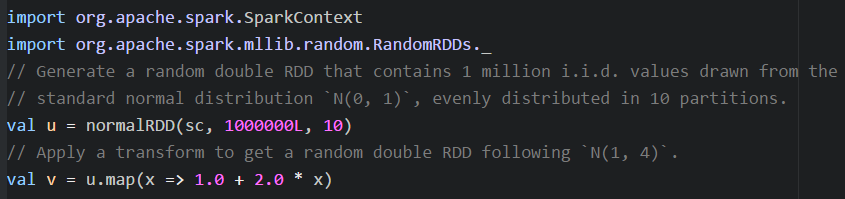 import org.apache.spark.SparkContext
import org.apache.spark.mllib.random.RandomRDDs._
// Generate a random double RDD that contains 1 million i.i.d. values drawn from the
// standard normal distribution `N(0, 1)`, evenly distributed in 10 partitions.
val u = normalRDD(sc, 1000000L, 10)
// Apply a transform to get a random double RDD following `N(1, 4)`.
val v = u.map(x => 1.0 + 2.0 * x)